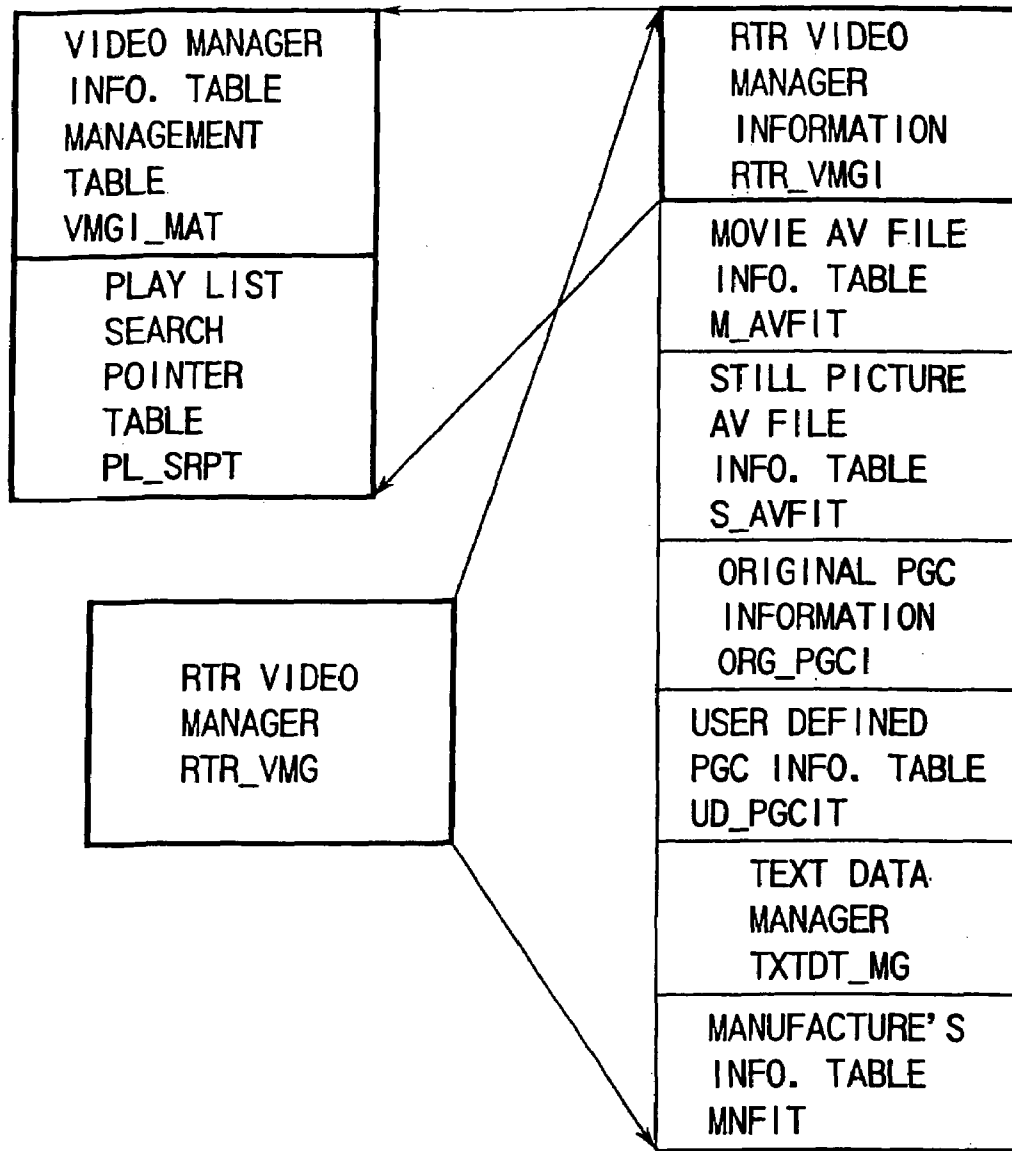 VIDEO MANAGER
INFO. TABLE
MANAGEMENT
TABLE
VMGI_MAT
PLAY LIST
SEARCH
POINTER
TABLE
PL_SRPT
RTR VIDEO
MANAGER
RTR_VMG
RTR VIDEO
MANAGER
INFORMATION
RTR_VMGI
MOVIE AV FILE
INFO. TABLE
M_AVFIT
STILL PICTURE
AV FILE
INFO. TABLE
S_AVFIT
ORIGINAL PGC
INFORMATION
ORG_PGCI
USER DEFINED
PGC INFO. TABLE
UD_PGCIT
TEXT DATA
MANAGER
TXTDT_MG
MANUFACTURE'S
INFO. TABLE
MNFIT